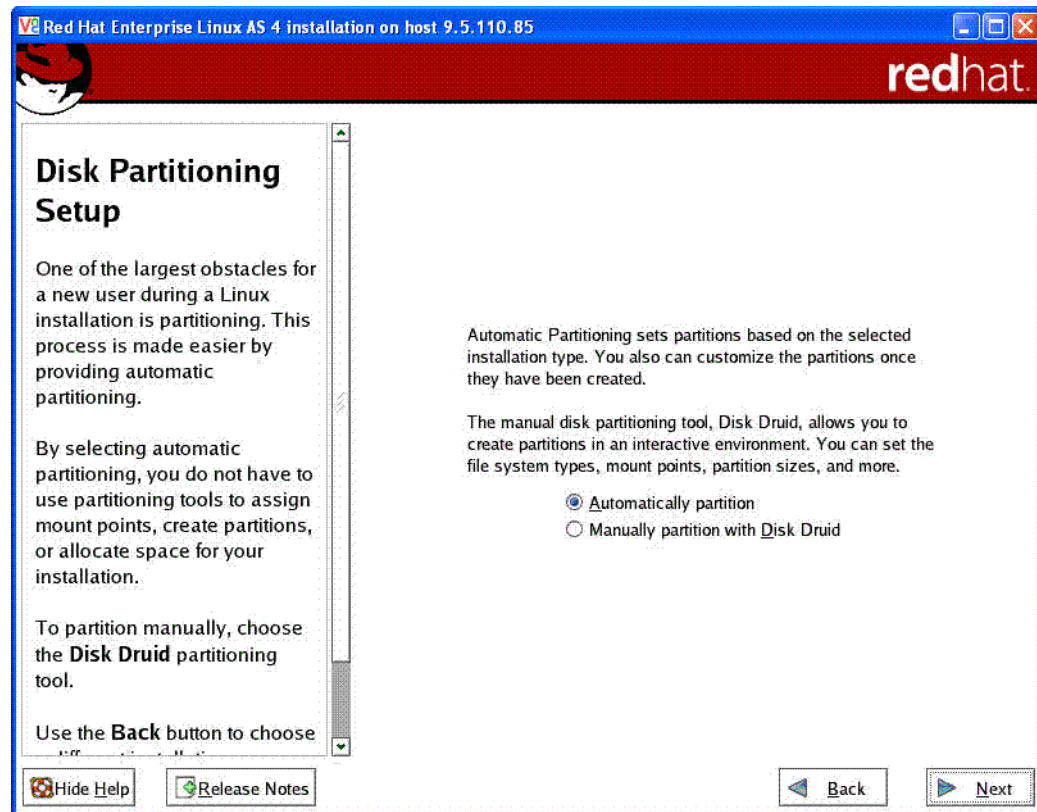 Red Hat Enterprise Linux AS 4 installation on host 9.5.110.85
redhat.
Disk Partitioning
Setup
One of the largest obstacles for
a new user during a Linux
installation is partitioning. This
process is made easier by
providing automatic
partitioning.
By selecting automatic
partitioning, you do not have to
use partitioning tools to assign
mount points, create partitions,
or allocate space for your
installation.
To partition manually, choose
the Disk Druid partitioning
tool.
Use the Back button to choose
Automatic Partitioning sets partitions based on the selected
installation type. You also can customize the partitions once
they have been created.
The manual disk partitioning tool, Disk Druid, allows you to
create partitions in an interactive environment. You can set the
file system types, mount points, partition sizes, and more.
Automatically partition
Manually partition with Disk Druid
Hide Help
Release Notes
Back
Next